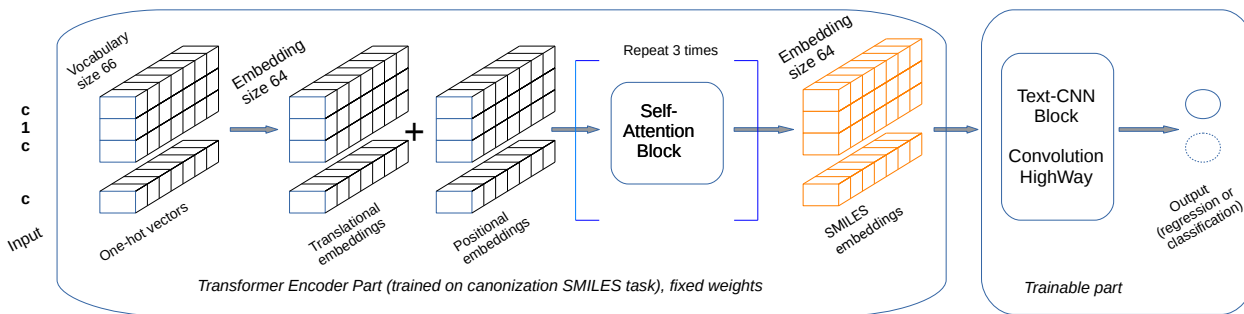 Vocabulary
size 66
Embedding
size 64
Repeat 3 times
Embedding
size 64
c
1
c
c
Input
+
Self-
Attention
Block
Text-CNN
Block
Convolution
HighWay
One-hot vectors
Translational
embeddings
Positional
embeddings
SMILES
embeddings
Output
(regression or
classification)
Transformer Encoder Part (trained on canonization SMILES task), fixed weights
Trainable part